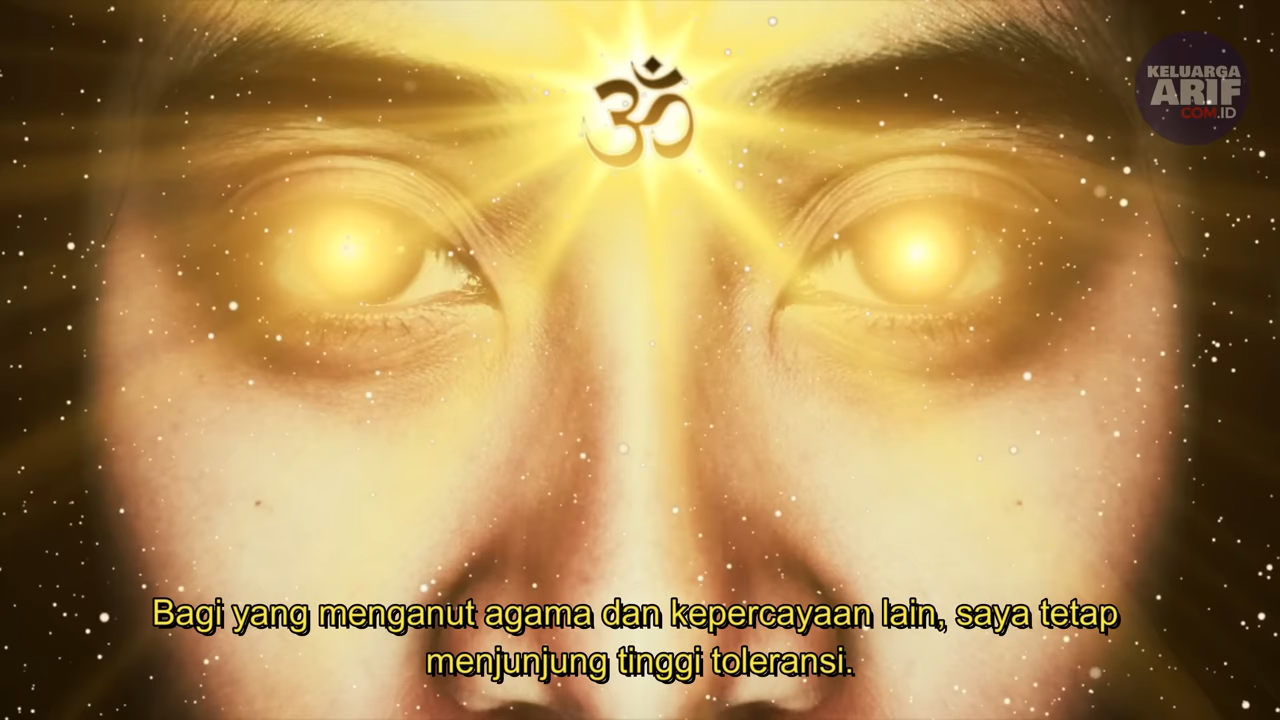 ॐ
KELUARGA
ARIF
COM.ID
Bagi yang menganut agama dan kepercayaan lain, saya tetap
menjunjung tinggi toleransi.